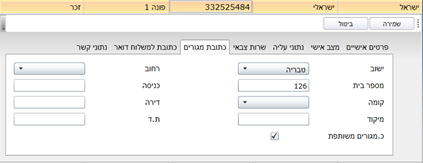 ישראל ישראלי 332525484 פונה 1 זכר
שמירה ביטול
פרטים אישיים מצב אישי נתוני עליה שרות צבאי כתובת מגורים כתובת למשלוח דואר נתוני קשר
ישוב טבריה רחוב
מספר בית 126 כניסה
קומה דירה
מיקוד ת.ד
כ.מגורים משותפת